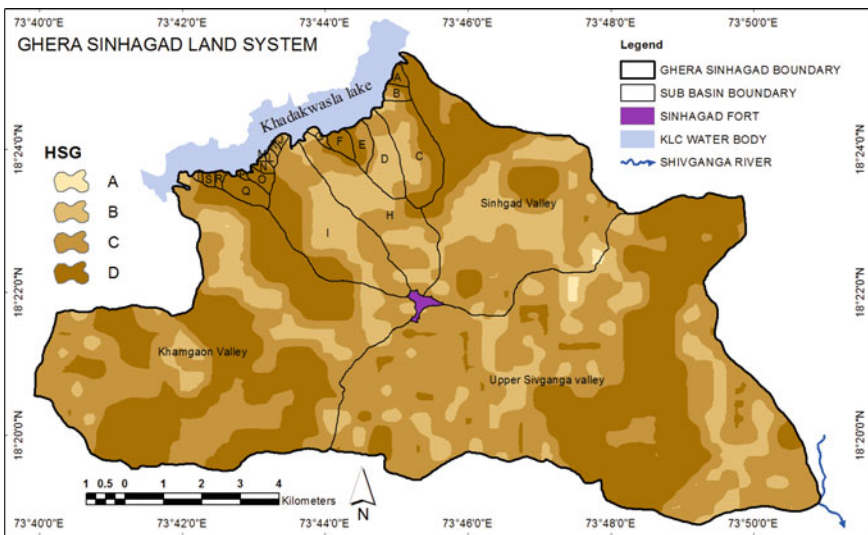 73°42'0"E 73°44'0"E 73°46'0"E 73°48'0"E 73°50'0"E
GHERA SINHAGAD LAND SYSTEM
Legend
GHERA SINHAGAD BOUNDARY
SUB BASIN BOUNDARY
SINHAGAD FORT
KLC WATER BODY
SHIVGANGA RIVER
Khadakwasla lake
A
B
C
D
E
F
H
I
N
O
Q
R
S
HSG
A
B
C
D
18°24'0"N
18°22'0"N
18°20'0"N
18°24'0"N
18°22'0"N
18°20'0"N
Sinhgad Valley
Khamgaon Valley
Upper Sivganga valley
1 0.5 0 1 2 3 4
Kilometers
N
73°40'0"E 73°42'0"E 73°44'0"E 73°46'0"E 73°48'0"E 73°50'0"E